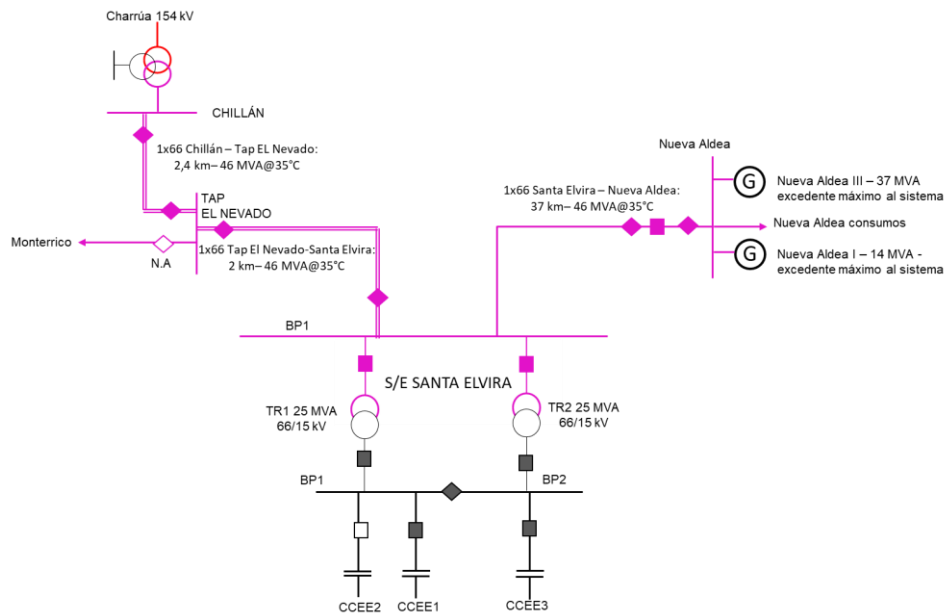 Charrúa 154 kV
CHILLÁN
1x66 Chillán – Tap EL Nevado:
2,4 km– 46 MVA@35°C
TAP
EL NEVADO
Monterrico
N.A
1x66 Tap El Nevado-Santa Elvira:
2 km– 46 MVA@35°C
1x66 Santa Elvira – Nueva Aldea:
37 km– 46 MVA@35°C
Nueva Aldea
G
Nueva Aldea III – 37 MVA
excedente máximo al sistema
Nueva Aldea consumos
G
Nueva Aldea I – 14 MVA -
excedente máximo al sistema
BP1
S/E SANTA ELVIRA
TR1 25 MVA
66/15 kV
TR2 25 MVA
66/15 kV
BP1
BP2
CCEE2
CCEE1
CCEE3